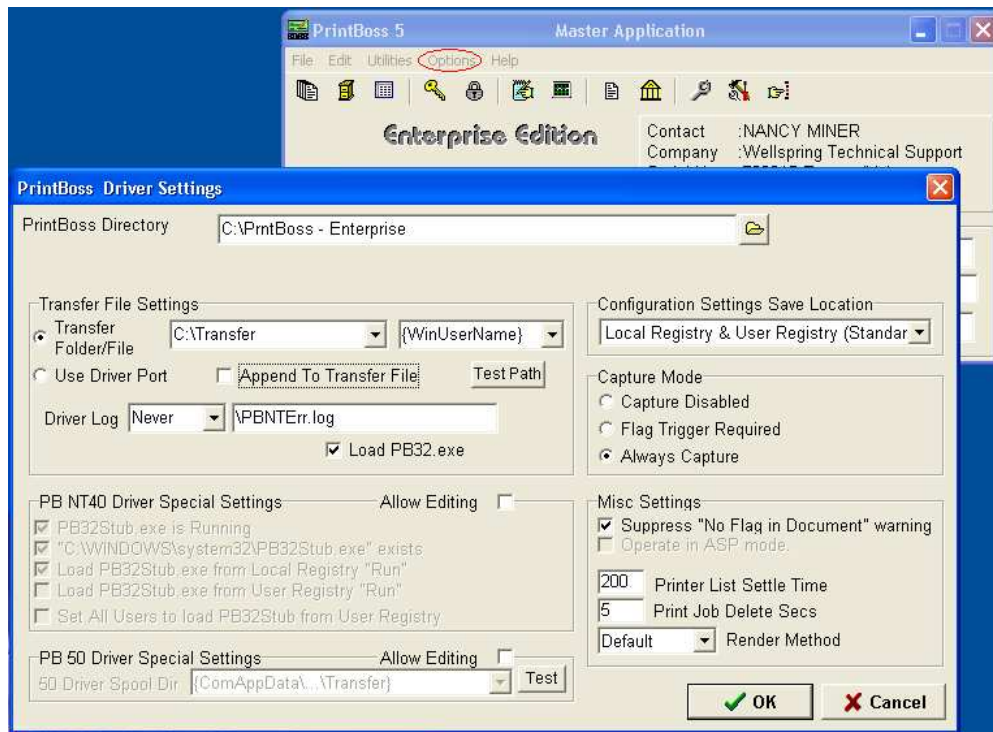 PrintBoss 5 Master Application
File Edit Utilities Options Help
Enterprise Edition
Contact :NANCY MINER
Company :Wellspring Technical Support
PrintBoss Driver Settings
PrintBoss Directory C:\PrntBoss - Enterprise
Transfer File Settings
Transfer Folder/File C:\Transfer {WinUserName}
Use Driver Port Append To Transfer File Test Path
Driver Log Never \PBNTErr.log
Load PB32.exe
PB NT40 Driver Special Settings Allow Editing
PB32Stub.exe is Running
"C:\WINDOWS\system32\PB32Stub.exe" exists
Load PB32Stub.exe from Local Registry "Run"
Load PB32Stub.exe from User Registry "Run"
Set All Users to load PB32Stub from User Registry
PB 50 Driver Special Settings Allow Editing
50 Driver Spool Dir {ComAppData\...\Transfer} Test
Configuration Settings Save Location
Local Registry & User Registry (Standar
Capture Mode
Capture Disabled
Flag Trigger Required
Always Capture
Misc Settings
Suppress "No Flag in Document" warning
Operate in ASP mode.
200 Printer List Settle Time
5 Print Job Delete Secs
Default Render Method
OK Cancel